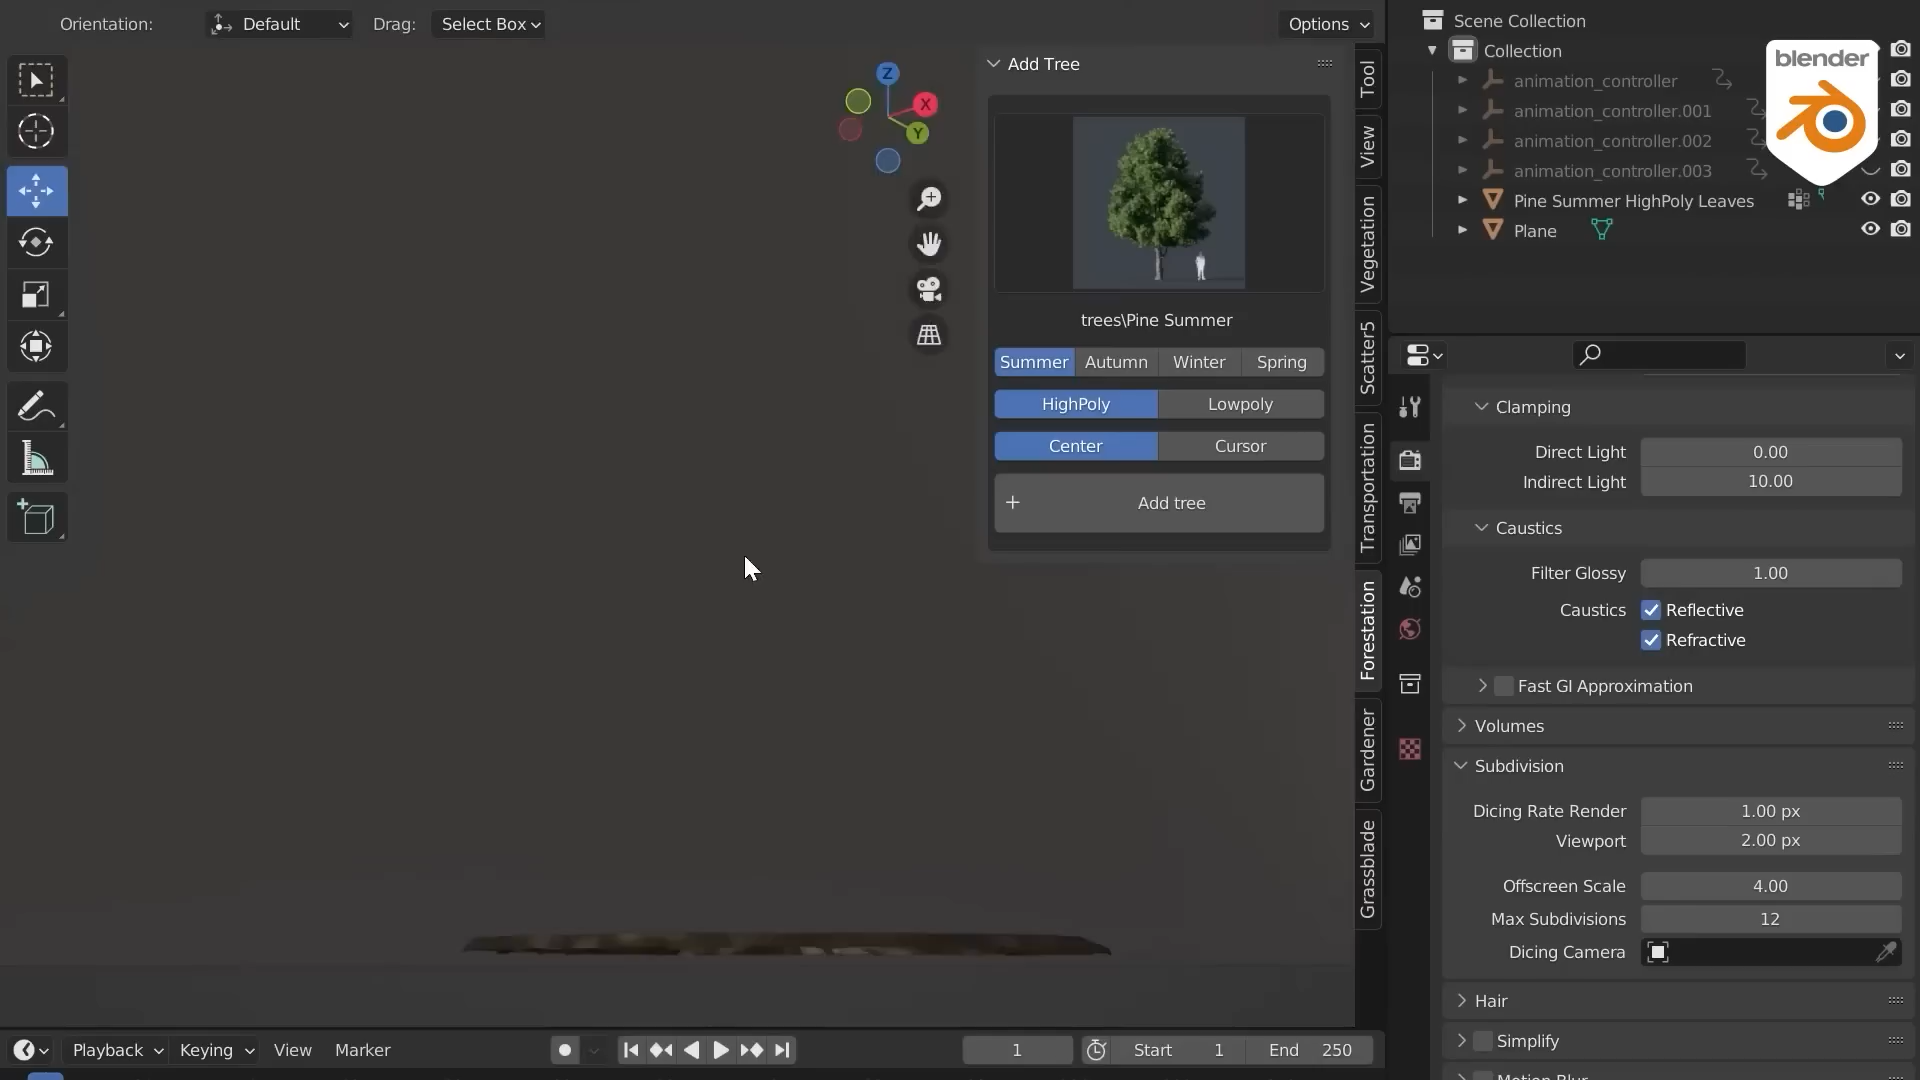 Orientation:
Default
Drag:
Select Box
Options
Z
X
Y
Add Tree
trees\Pine Summer
Summer
Autumn
Winter
Spring
HighPoly
Lowpoly
Center
Cursor
+ Add tree
Tool
View
Vegetation
Scatter5
Transportation
Forestation
Gardener
Grassblade
Scene Collection
Collection
animation_controller
animation_controller.001
animation_controller.002
animation_controller.003
Pine Summer HighPoly Leaves
Plane
blender
Clamping
Direct Light 0.00
Indirect Light 10.00
Caustics
Filter Glossy 1.00
Caustics Reflective
Refractive
Fast GI Approximation
Volumes
Subdivision
Dicing Rate Render 1.00 px
Viewport 2.00 px
Offscreen Scale 4.00
Max Subdivisions 12
Dicing Camera
Hair
Simplify
Motion Blur
Playback
Keying
View
Marker
1
Start 1
End 250